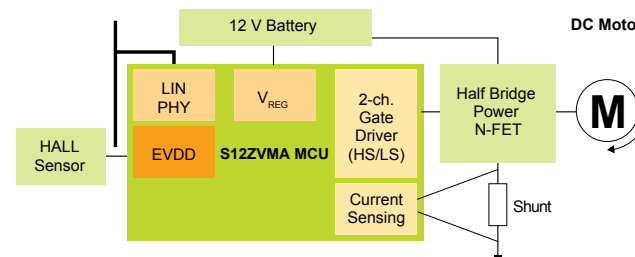 12 V Battery
DC Moto
LIN
PHY
VREG
2-ch.
Gate
Driver
(HS/LS)
Half Bridge
Power
N-FET
M
HALL
Sensor
EVDD
S12ZVMA MCU
Current
Sensing
Shunt